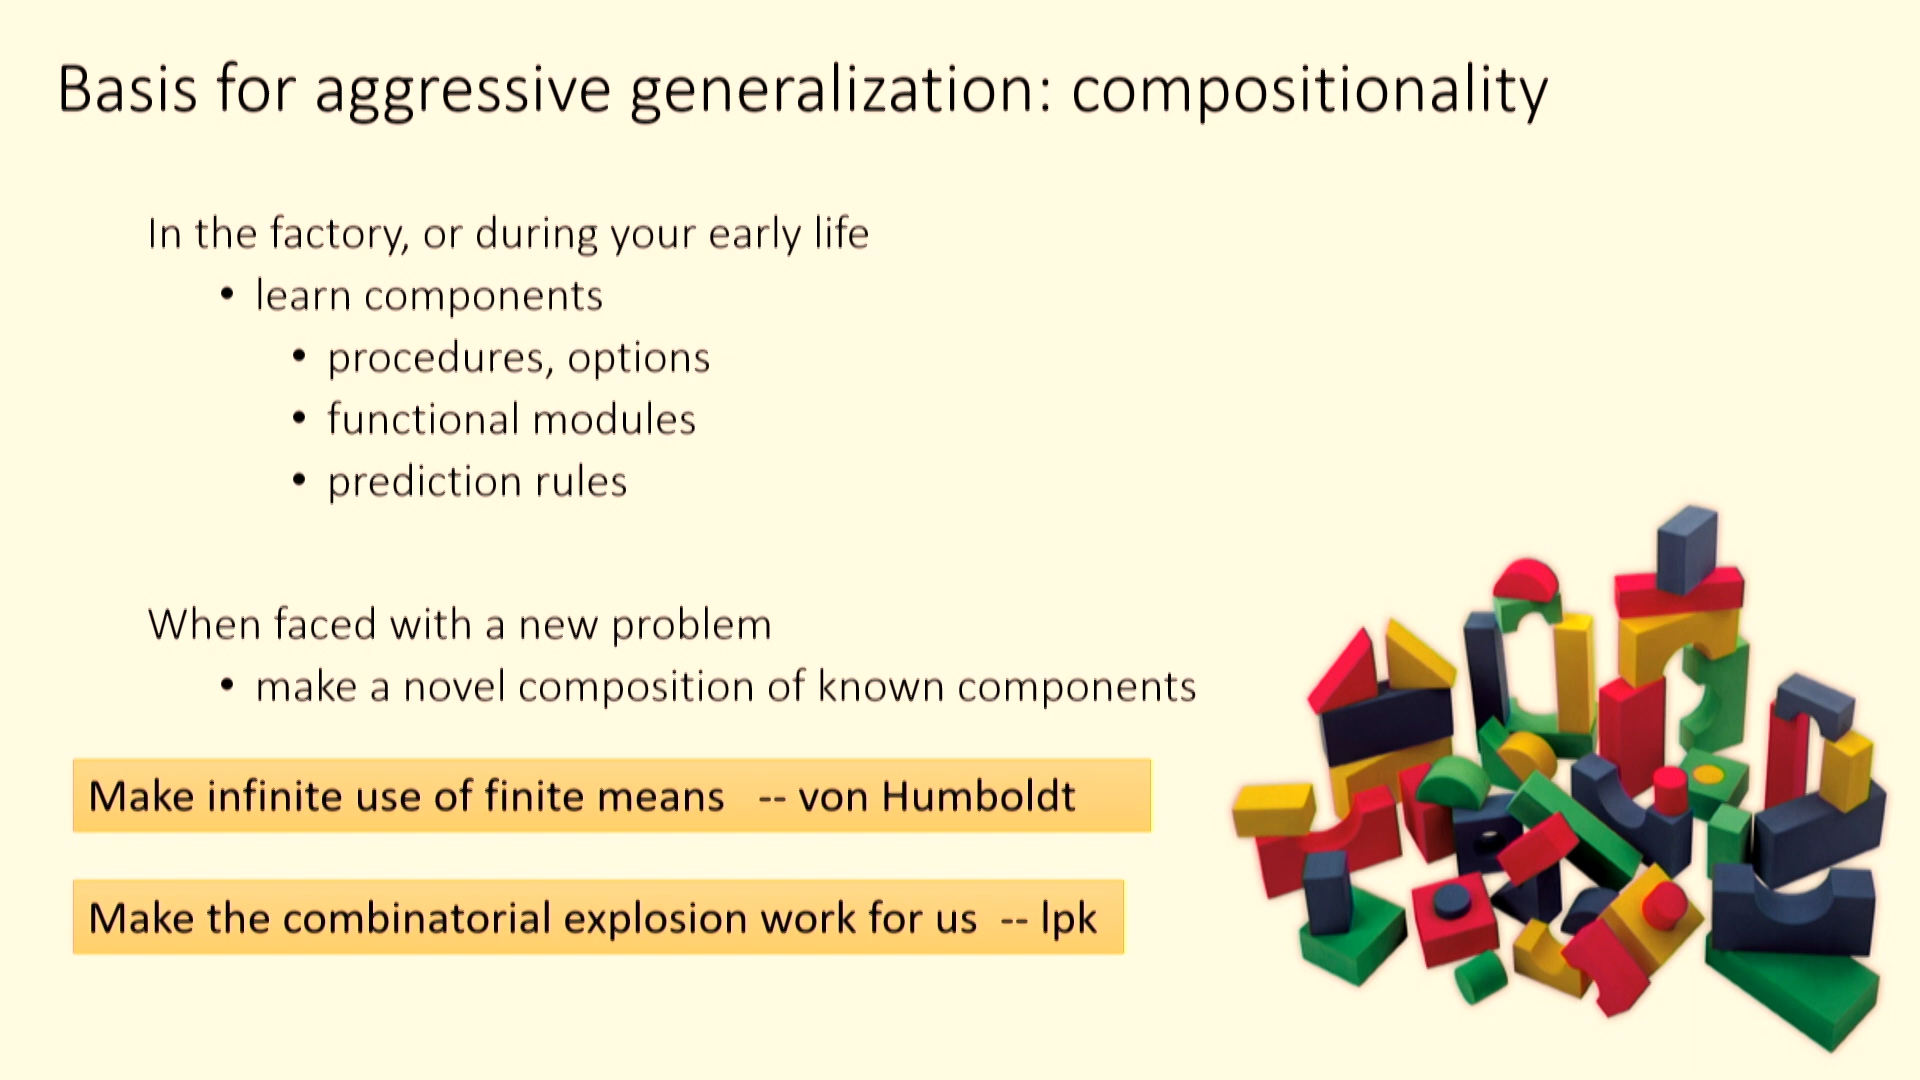 Basis for aggressive generalization: compositionality
In the factory, or during your early life
• learn components
• procedures, options
• functional modules
• prediction rules
When faced with a new problem
• make a novel composition of known components
Make infinite use of finite means -- von Humboldt
Make the combinatorial explosion work for us -- lpk